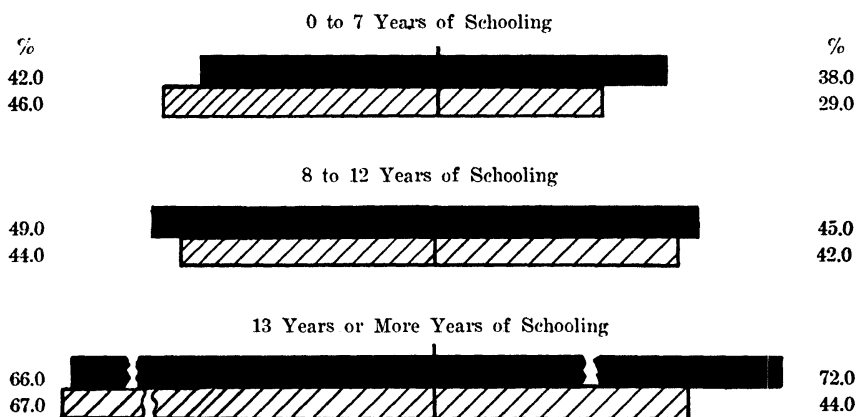 0 to 7 Years of Schooling
% %
42.0 38.0
46.0 29.0
8 to 12 Years of Schooling
49.0 45.0
44.0 42.0
13 Years or More Years of Schooling
66.0 72.0
67.0 44.0